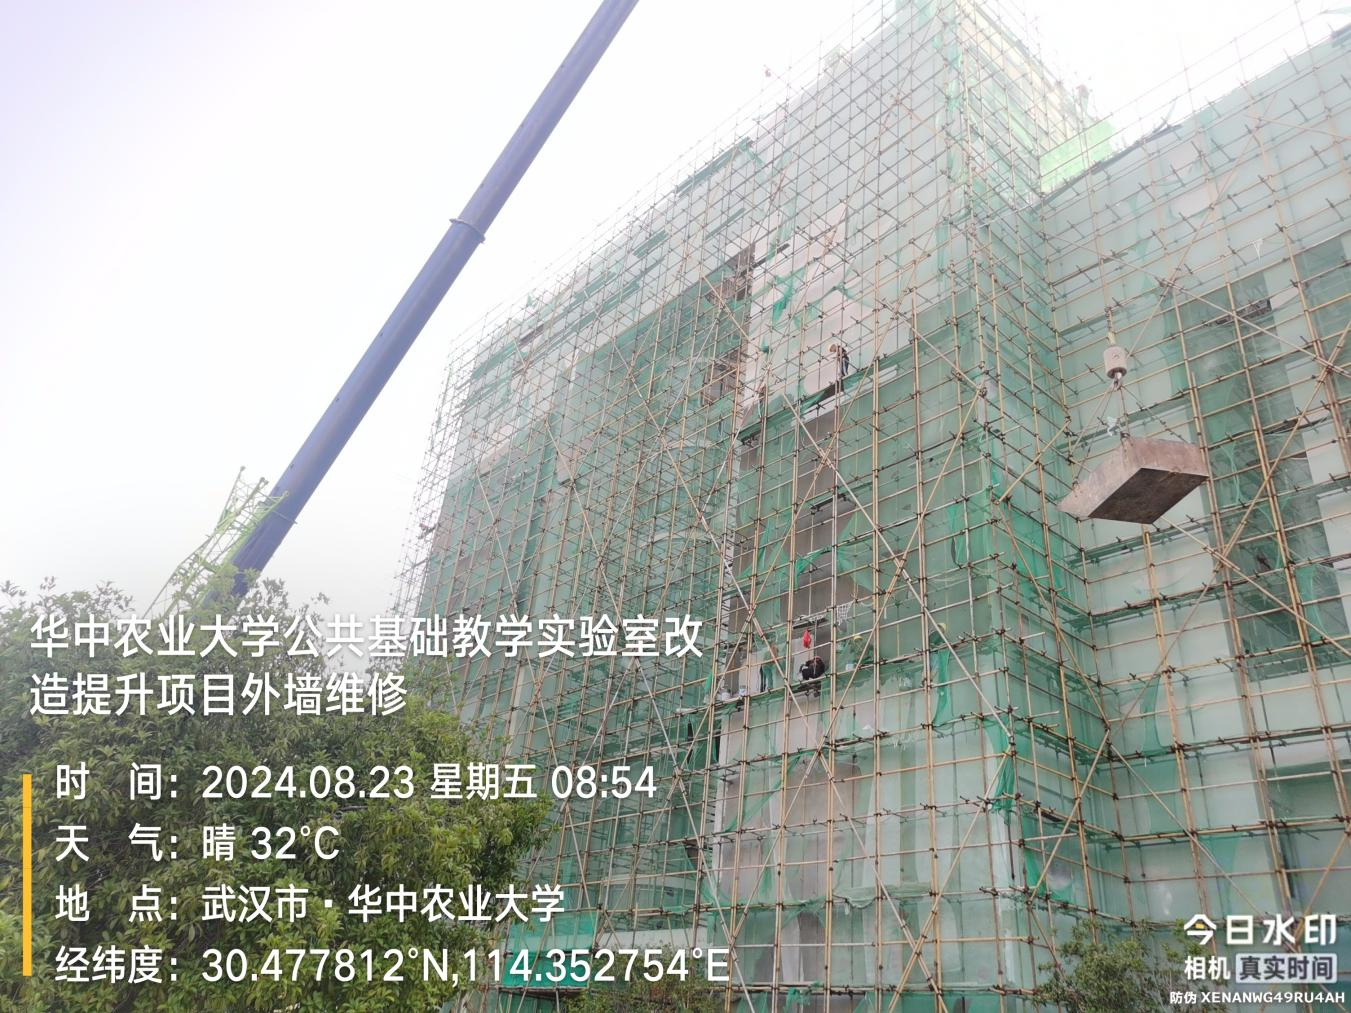 华中农业大学公共基础教学实验室改
造提升项目外墙维修
时 间：2024.08.23 星期五 08:54
天 气：晴 32°C
地 点：武汉市·华中农业大学
经纬度：30.477812°N,114.352754°E
今日水印
相机 真实时间
防伪 XENANWG49RU4AH